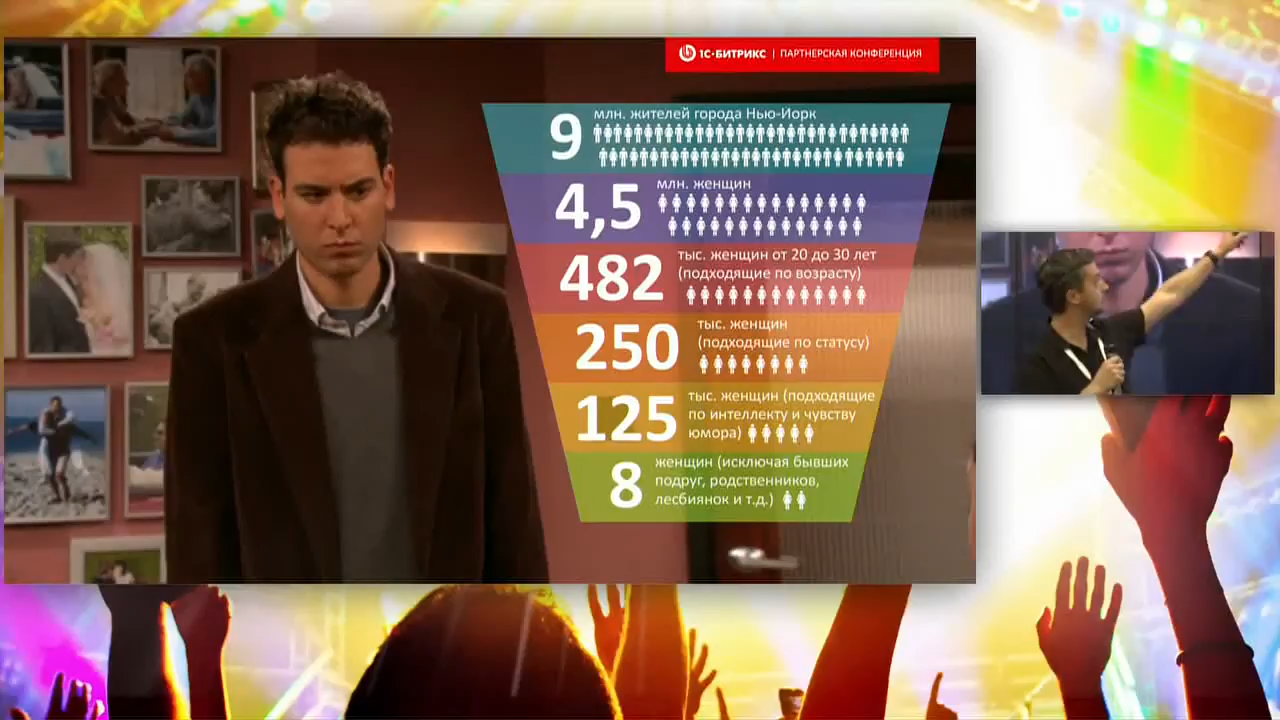 1С-БИТРИКС | ПАРТНЕРСКАЯ КОНФЕРЕНЦИЯ
9 млн. жителей города Нью-Йорк
4,5 млн. женщин
482 тыс. женщин от 20 до 30 лет
(подходящие по возрасту)
250 тыс. женщин
(подходящие по статусу)
125 тыс. женщин (подходящие
по интеллекту и чувству
юмора)
8 женщин (исключая бывших
подруг, родственников,
лесбиянок и т.д.)